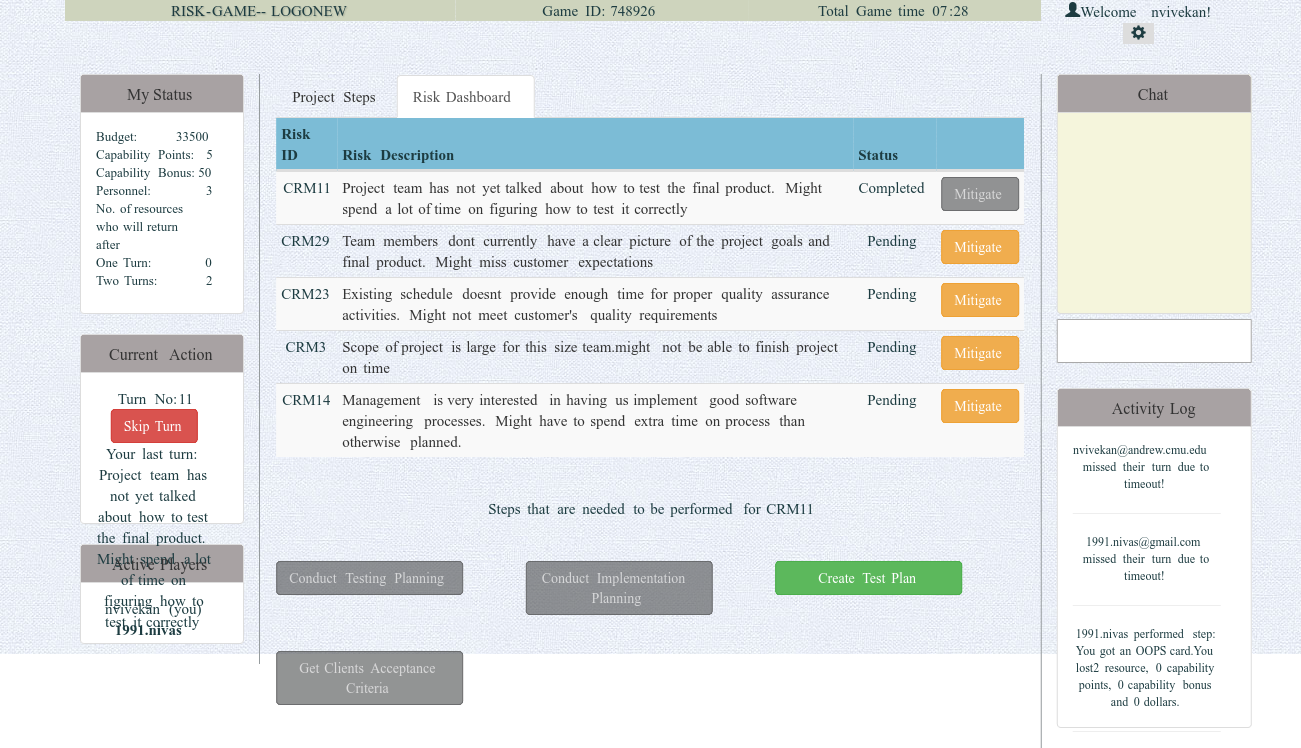 RISK-GAME-- LOGONEW
Game ID: 748926
Total Game time 07:28
Welcome nvivekan!
My Status
Budget: 33500
Capability Points: 5
Capability Bonus: 50
Personnel: 3
No. of resources
who will return
after
One Turn: 0
Two Turns: 2
Current Action
Turn No:11
Skip Turn
Your last turn:
Project team has
not yet talked
about how to test
the final product.
Might spend a lot
of time on
figuring how to
test it correctly
Active Players
nvivekan (you)
1991.nivas
Project Steps
Risk Dashboard
Risk
ID
Risk Description
Status
CRM11
Project team has not yet talked about how to test the final product. Might
spend a lot of time on figuring how to test it correctly
Completed
Mitigate
CRM29
Team members dont currently have a clear picture of the project goals and
final product. Might miss customer expectations
Pending
Mitigate
CRM23
Existing schedule doesnt provide enough time for proper quality assurance
activities. Might not meet customer's quality requirements
Pending
Mitigate
CRM3
Scope of project is large for this size team.might not be able to finish project
on time
Pending
Mitigate
CRM14
Management is very interested in having us implement good software
engineering processes. Might have to spend extra time on process than
otherwise planned.
Pending
Mitigate
Steps that are needed to be performed for CRM11
Conduct Testing Planning
Conduct Implementation
Planning
Create Test Plan
Get Clients Acceptance
Criteria
Chat
Activity Log
nvivekan@andrew.cmu.edu
missed their turn due to
timeout!
1991.nivas@gmail.com
missed their turn due to
timeout!
1991.nivas performed step:
You got an OOPS card.You
lost2 resource, 0 capability
points, 0 capability bonus
and 0 dollars.